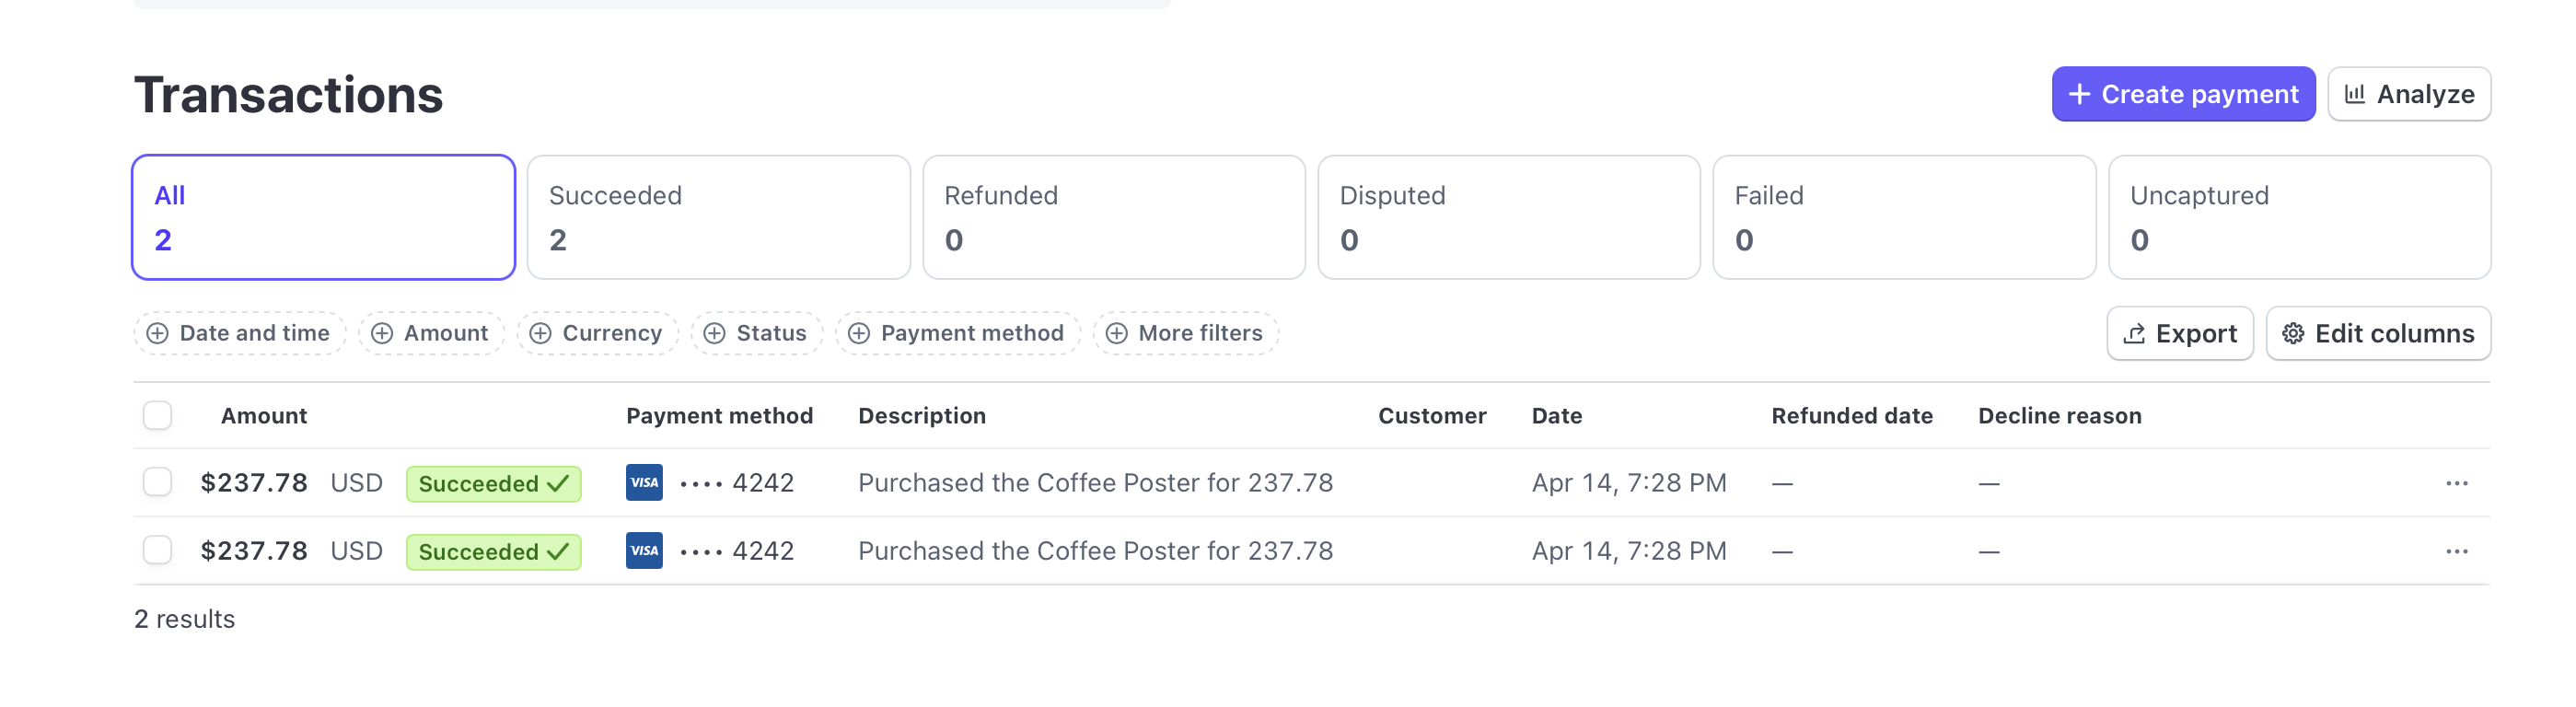 Transactions
Create payment
Analyze
All
2
Succeeded
2
Refunded
0
Disputed
0
Failed
0
Uncaptured
0
Date and time
Amount
Currency
Status
Payment method
More filters
Export
Edit columns
Amount Payment method Description Customer Date Refunded date Decline reason
$237.78 USD Succeeded VISA •••• 4242 Purchased the Coffee Poster for 237.78 Apr 14, 7:28 PM — — •••
$237.78 USD Succeeded VISA •••• 4242 Purchased the Coffee Poster for 237.78 Apr 14, 7:28 PM — — •••
2 results